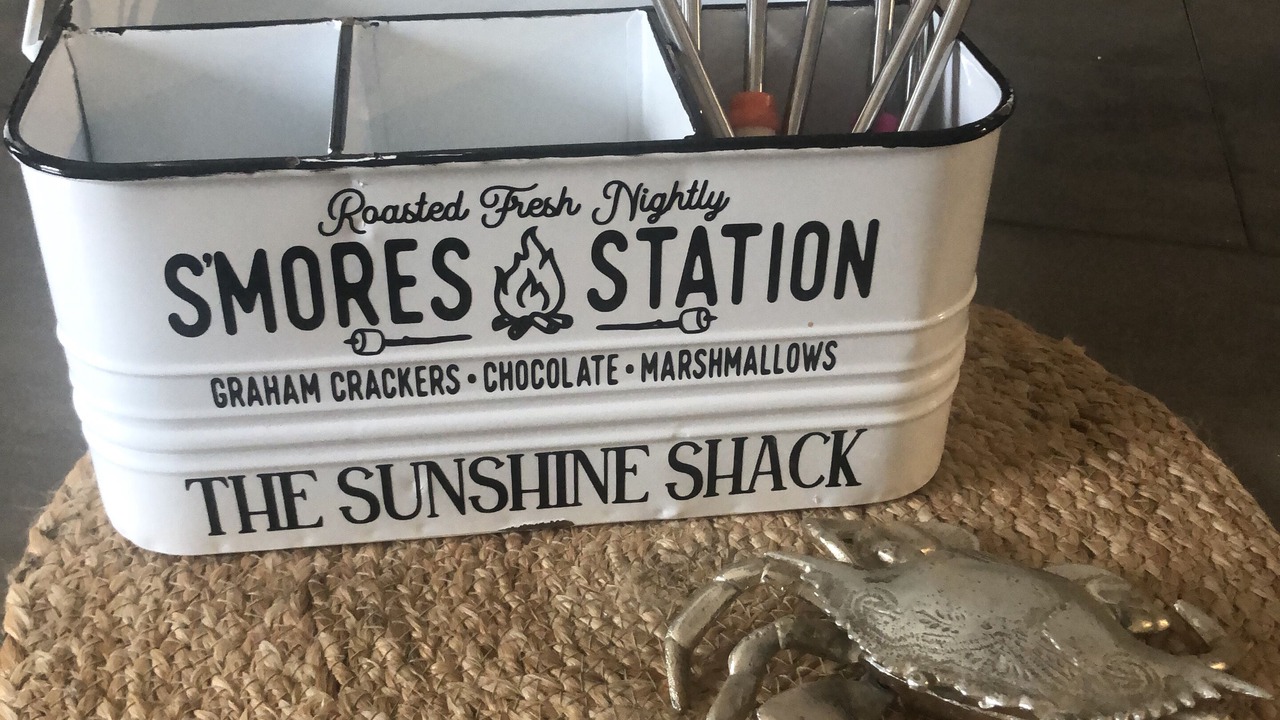 Roasted Fresh Nightly
S'MORES STATION
GRAHAM CRACKERS • CHOCOLATE • MARSHMALLOWS
THE SUNSHINE SHACK